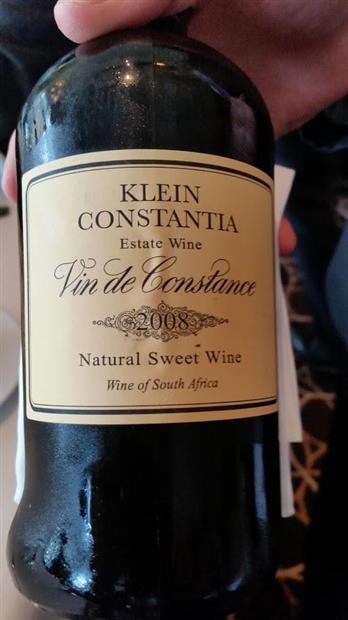 KLEIN
CONSTANTIA
Estate Wine
Vin de Constance
2008
Natural Sweet Wine
Wine of South Africa